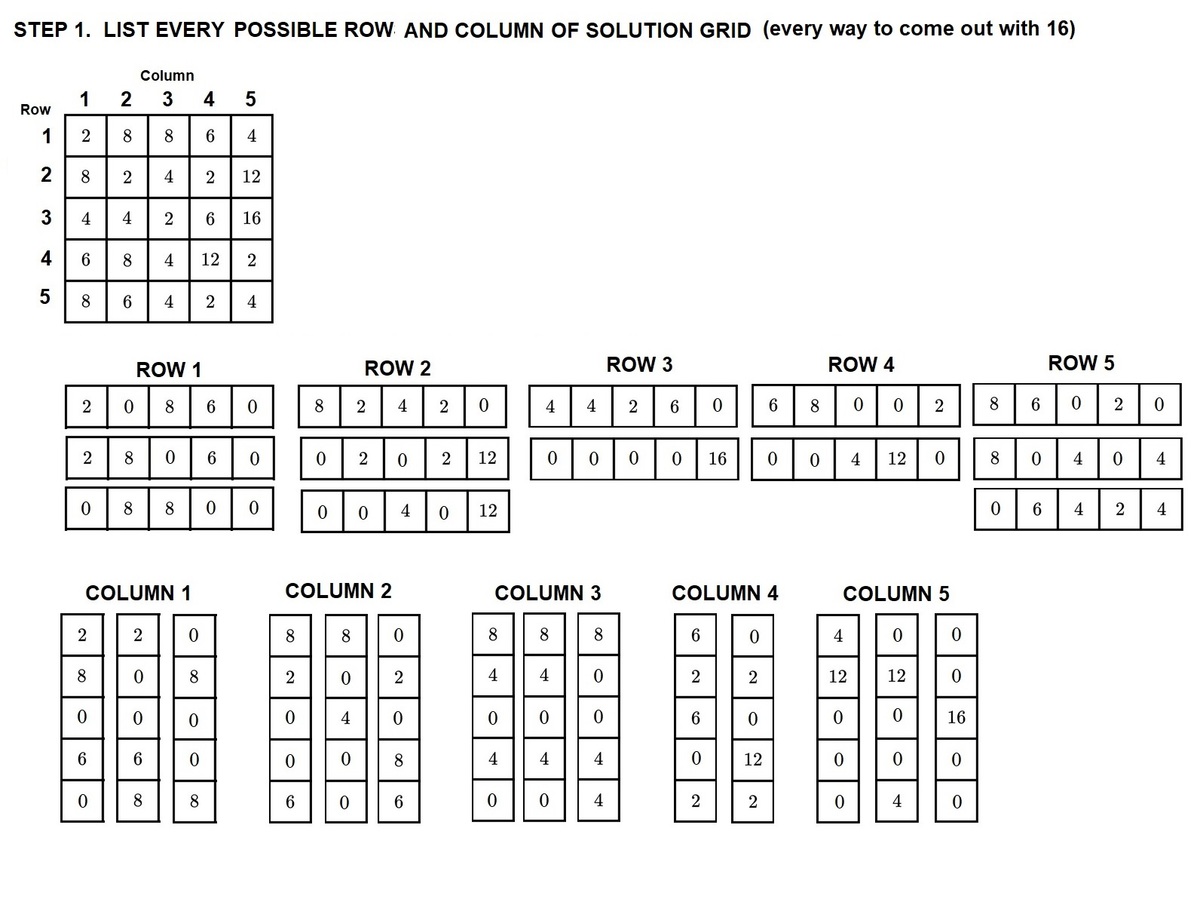 STEP 1. LIST EVERY POSSIBLE ROW AND COLUMN OF SOLUTION GRID (every way to come out with 16)
Column
Row 1 2 3 4 5
1 2 8 8 6 4
2 8 2 4 2 12
3 4 4 2 6 16
4 6 8 4 12 2
5 8 6 4 2 4
ROW 1 ROW 2 ROW 3 ROW 4 ROW 5
2 0 8 6 0 8 2 4 2 0 4 4 2 6 0 6 8 0 0 2 8 6 0 2 0
2 8 0 6 0 0 2 0 2 12 0 0 0 0 16 0 0 4 12 0 8 0 4 0 4
0 8 8 0 0 0 0 4 0 12 0 6 4 2 4
COLUMN 1 COLUMN 2 COLUMN 3 COLUMN 4 COLUMN 5
2 2 0 8 8 0 8 8 8 6 0 4 0 0
8 0 8 2 0 2 4 4 0 2 2 12 12 0
0 0 0 0 4 0 0 0 0 6 0 0 0 16
6 6 0 0 0 8 4 4 4 0 12 0 0 0
0 8 8 6 0 6 0 0 4 2 2 0 4 0